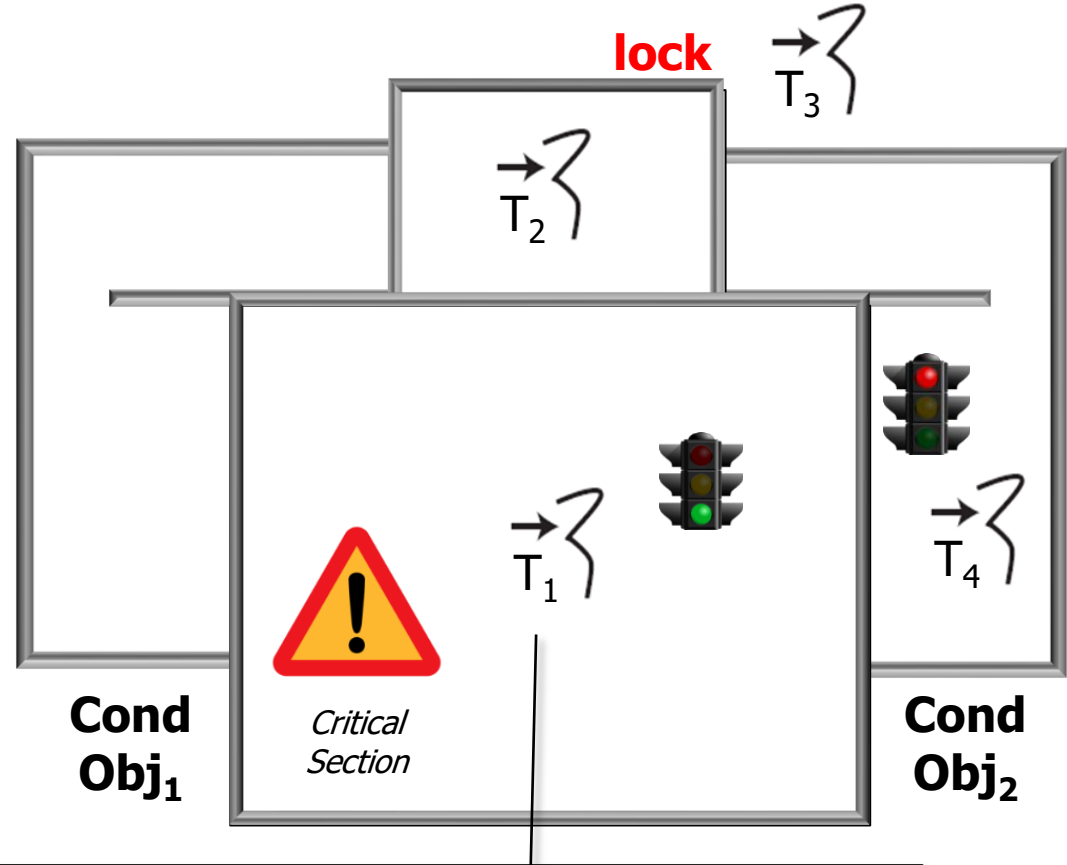 lock
T₃
T₂
T₁
T₄
Critical
Section
Cond
Obj₁
Cond
Obj₂